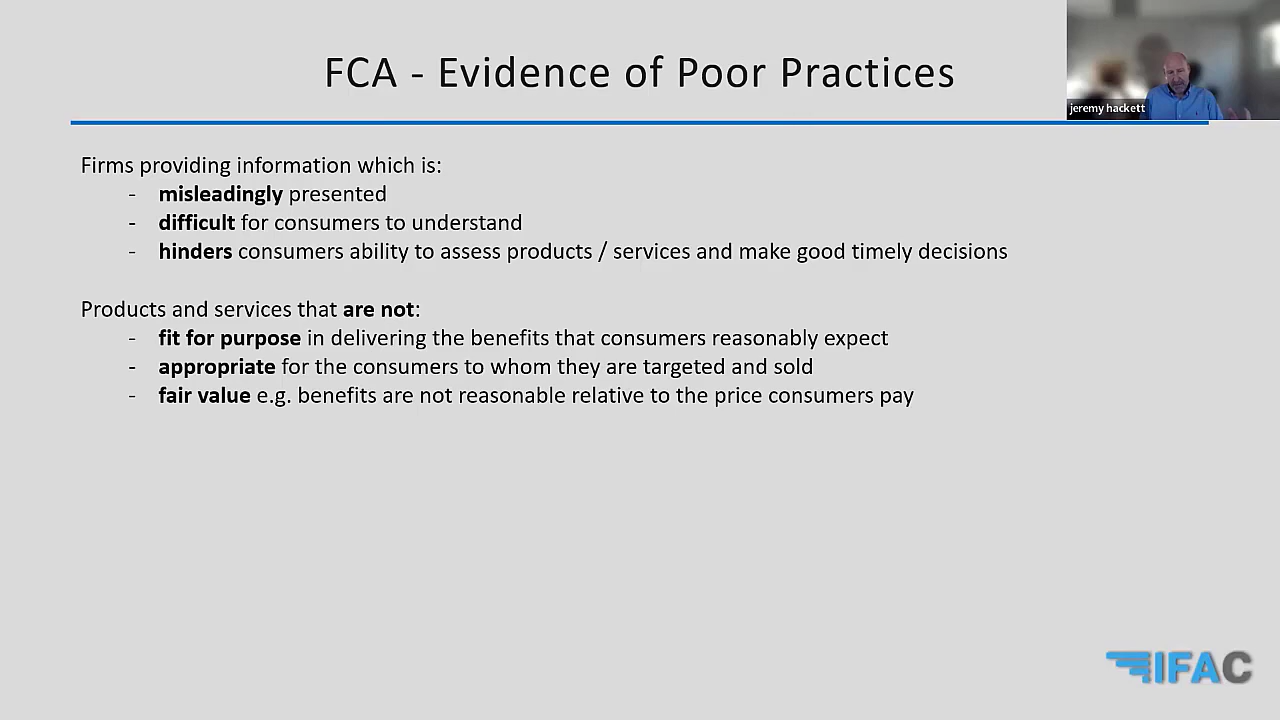 FCA - Evidence of Poor Practices
jeremy hackett
Firms providing information which is:
- misleadingly presented
- difficult for consumers to understand
- hinders consumers ability to assess products / services and make good timely decisions
Products and services that are not:
- fit for purpose in delivering the benefits that consumers reasonably expect
- appropriate for the consumers to whom they are targeted and sold
- fair value e.g. benefits are not reasonable relative to the price consumers pay
IFAC